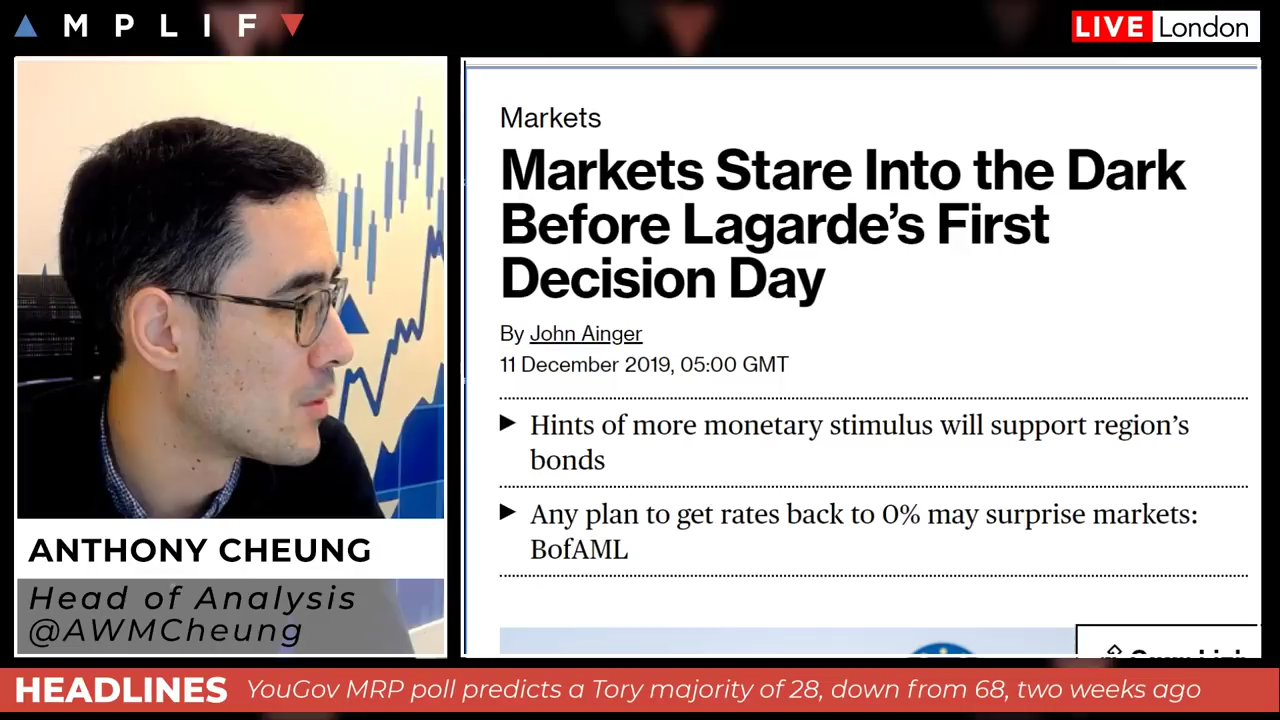 AMPLIFY
LIVE London
Markets
Markets Stare Into the Dark
Before Lagarde's First
Decision Day
By John Ainger
11 December 2019, 05:00 GMT
Hints of more monetary stimulus will support region's
bonds
Any plan to get rates back to 0% may surprise markets:
BofAML
ANTHONY CHEUNG
Head of Analysis
@AWMCheung
HEADLINES YouGov MRP poll predicts a Tory majority of 28, down from 68, two weeks ago